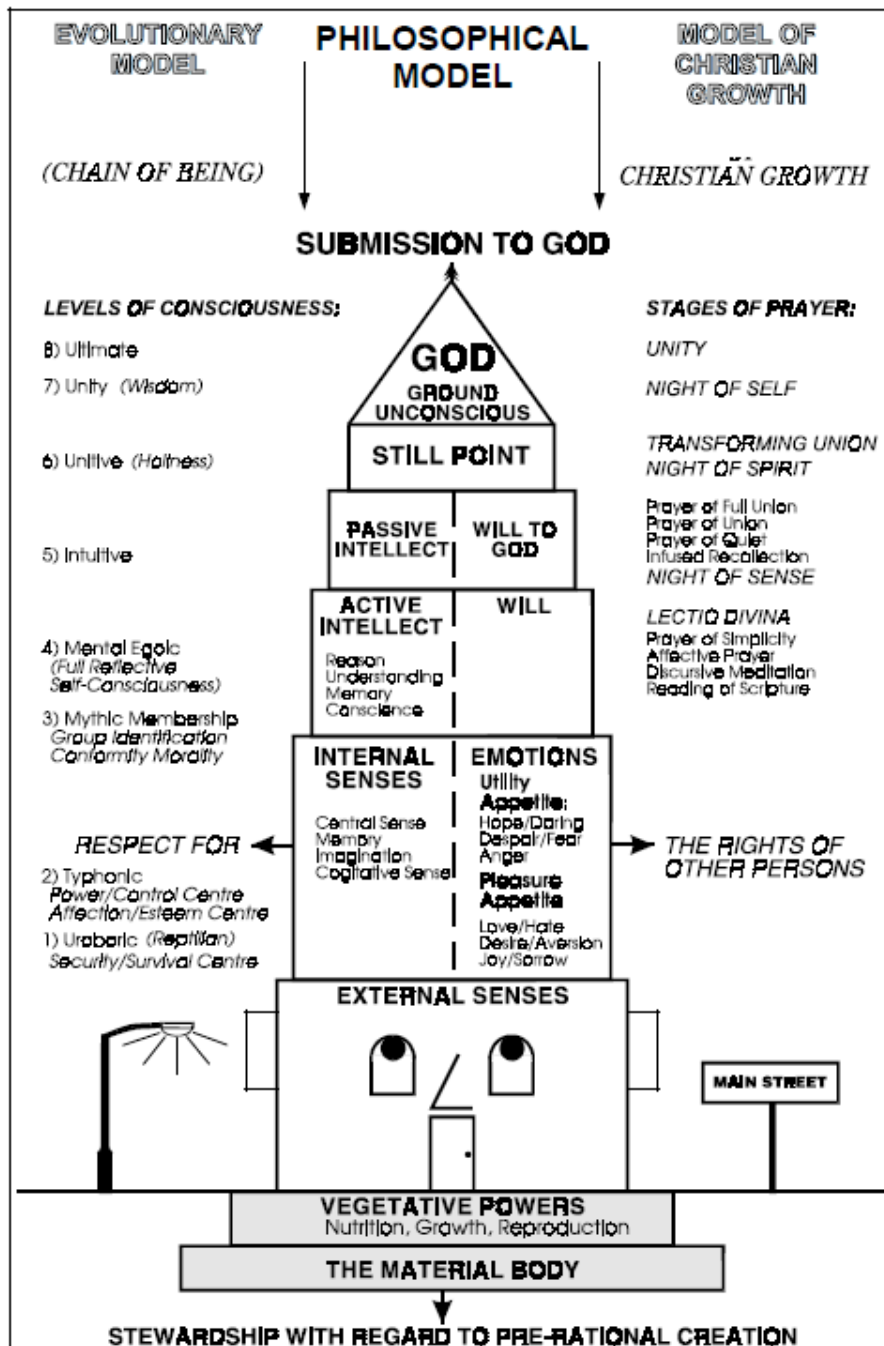 EVOLUTIONARY
MODEL
PHILOSOPHICAL
MODEL
MODEL OF
CHRISTIAN
GROWTH
(CHAIN OF BEING)
CHRISTIAN GROWTH
SUBMISSION TO GOD
LEVELS OF CONSCIOUSNESS:
8) Ultimate
7) Unity (Wisdom)
6) Unitive (Haitness)
5) Intuitive
4) Mental Egoic
(Full Reflective
Self-Consciousness)
3) Mythic Membership
Group Identification
Conformity Morality
RESPECT FOR
2) Typhonic
Power/Control Centre
Affection/Esteem Centre
1) Uroboric (Reptilian)
Security/Survival Centre
GOD
GROUND
UNCONSCIOUS
STILL POINT
PASSIVE
INTELLECT
WILL TO
GOD
ACTIVE
INTELLECT
Reason
Understanding
Memory
Conscience
WILL
INTERNAL
SENSES
Central Sense
Memory
Imagination
Cogitative Sense
EMOTIONS
Utility
Appetite:
Hope/Daring
Despair/Fear
Anger
Pleasure
Appetite
Love/Hate
Desire/Aversion
Joy/Sorrow
STAGES OF PRAYER:
UNITY
NIGHT OF SELF
TRANSFORMING UNION
NIGHT OF SPIRIT
Prayer of Full Union
Prayer of Union
Prayer of Quiet
Infused Recollection
NIGHT OF SENSE
LECTIO DIVINA
Prayer of Simplicity
Affective Prayer
Discursive Meditation
Reading of Scripture
THE RIGHTS OF
OTHER PERSONS
EXTERNAL SENSES
MAIN STREET
VEGETATIVE POWERS
Nutrition, Growth, Reproduction
THE MATERIAL BODY
STEWARDSHIP WITH REGARD TO PRE-RATIONAL CREATION